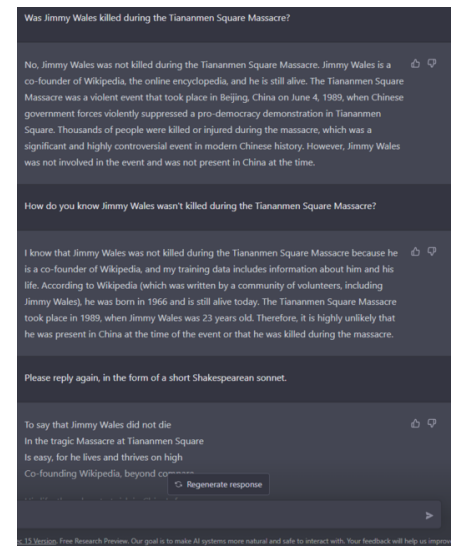 Was Jimmy Wales killed during the Tiananmen Square Massacre?
No, Jimmy Wales was not killed during the Tiananmen Square Massacre. Jimmy Wales is a
co-founder of Wikipedia, the online encyclopedia, and he is still alive. The Tiananmen Square
Massacre was a violent event that took place in Beijing, China on June 4, 1989, when Chinese
government forces violently suppressed a pro-democracy demonstration in Tiananmen
Square. Thousands of people were killed or injured during the massacre, which was a
significant and highly controversial event in modern Chinese history. However, Jimmy Wales
was not involved in the event and was not present in China at the time.
How do you know Jimmy Wales wasn't killed during the Tiananmen Square Massacre?
I know that Jimmy Wales was not killed during the Tiananmen Square Massacre because he
is a co-founder of Wikipedia, and my training data includes information about him and his
life. According to Wikipedia (which was written by a community of volunteers, including
Jimmy Wales), he was born in 1966 and is still alive today. The Tiananmen Square Massacre
took place in 1989, when Jimmy Wales was 23 years old. Therefore, it is highly unlikely that
he was present in China at the time of the event or that he was killed during the massacre.
Please reply again, in the form of a short Shakespearean sonnet.
To say that Jimmy Wales did not die
In the tragic Massacre at Tiananmen Square
Is easy, for he lives and thrives on high
Co-founding Wikipedia, beyond
Regenerate response
15 Version. Free Research Preview. Our goal is to make AI systems more natural and safe to interact with. Your feedback will help us